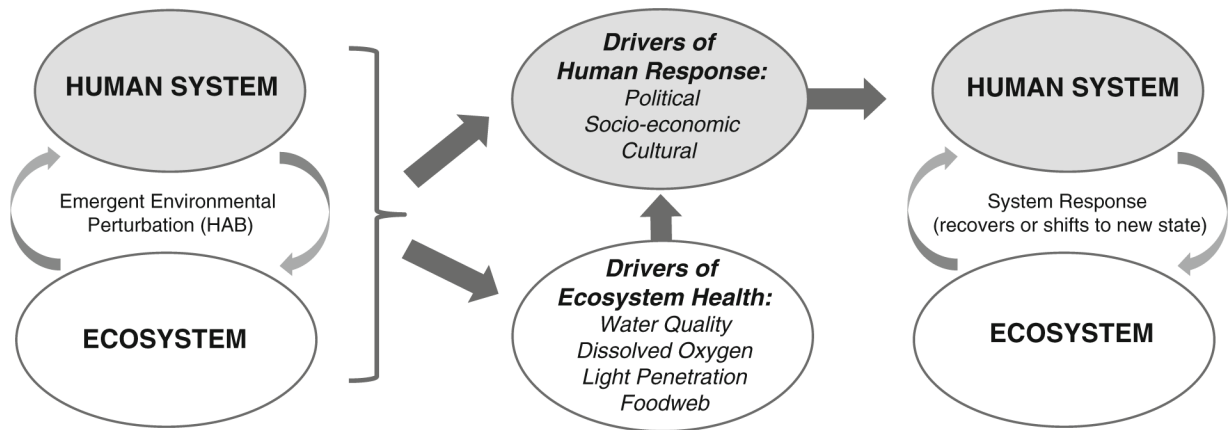 HUMAN SYSTEM
Emergent Environmental
Perturbation (HAB)
ECOSYSTEM
Drivers of
Human Response:
Political
Socio-economic
Cultural
Drivers of
Ecosystem Health:
Water Quality
Dissolved Oxygen
Light Penetration
Foodweb
HUMAN SYSTEM
System Response
(recovers or shifts to new state)
ECOSYSTEM